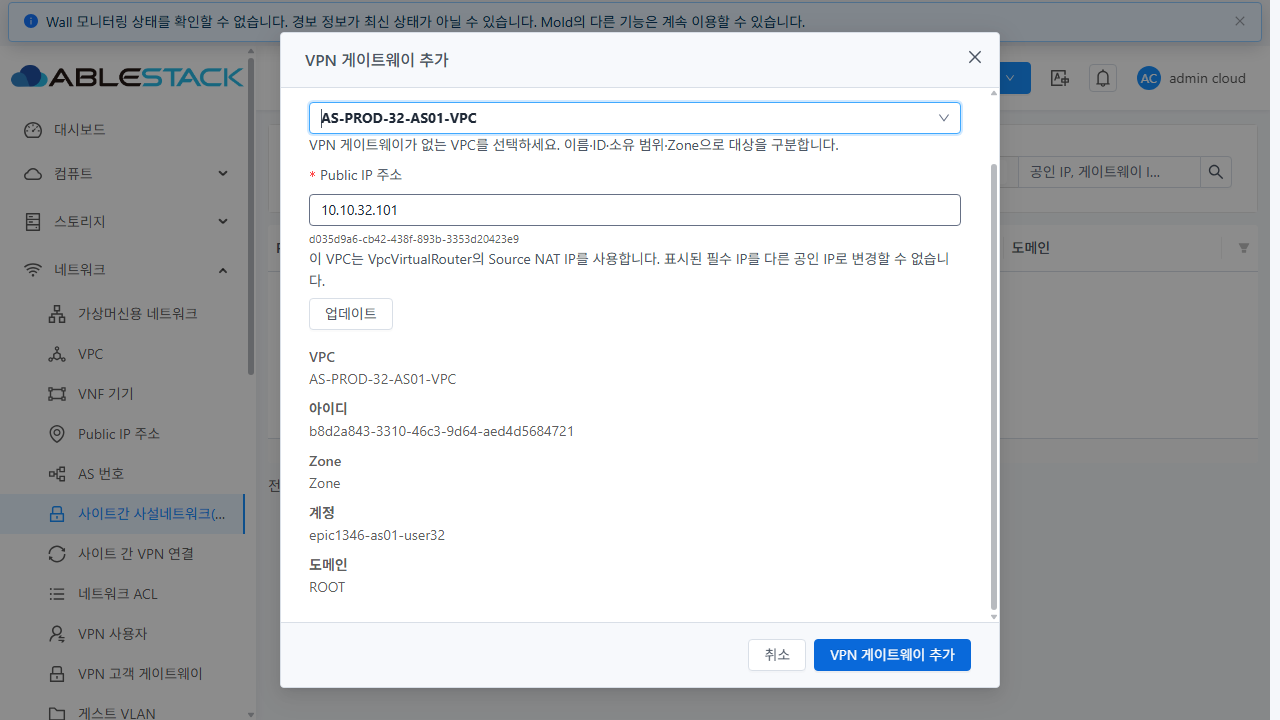 Wall 모니터링 상태를 확인할 수 없습니다. 경보 정보가 최신 상태가 아닐 수 있습니다. Mold의 다른 기능은 계속 이용할 수 있습니다.
VPN 게이트웨이 추가
ABLESTACK
AC admin cloud
대시보드
컴퓨트
스토리지
네트워크
가상머신용 네트워크
VPC
VNF 기기
Public IP 주소
AS 번호
사이트간 사설네트워크(...
사이트 간 VPN 연결
네트워크 ACL
VPN 사용자
VPN 고객 게이트웨이
게스트 VLAN
공인 IP, 게이트웨이 I...
도메인
전
AS-PROD-32-AS01-VPC
VPN 게이트웨이가 없는 VPC를 선택하세요. 이름·ID·소유 범위·Zone으로 대상을 구분합니다.
* Public IP 주소
10.10.32.101
d035d9a6-cb42-438f-893b-3353d20423e9
이 VPC는 VpcVirtualRouter의 Source NAT IP를 사용합니다. 표시된 필수 IP를 다른 공인 IP로 변경할 수 없습니
다.
업데이트
VPC
AS-PROD-32-AS01-VPC
아이디
b8d2a843-3310-46c3-9d64-aed4d5684721
Zone
Zone
계정
epic1346-as01-user32
도메인
ROOT
취소
VPN 게이트웨이 추가